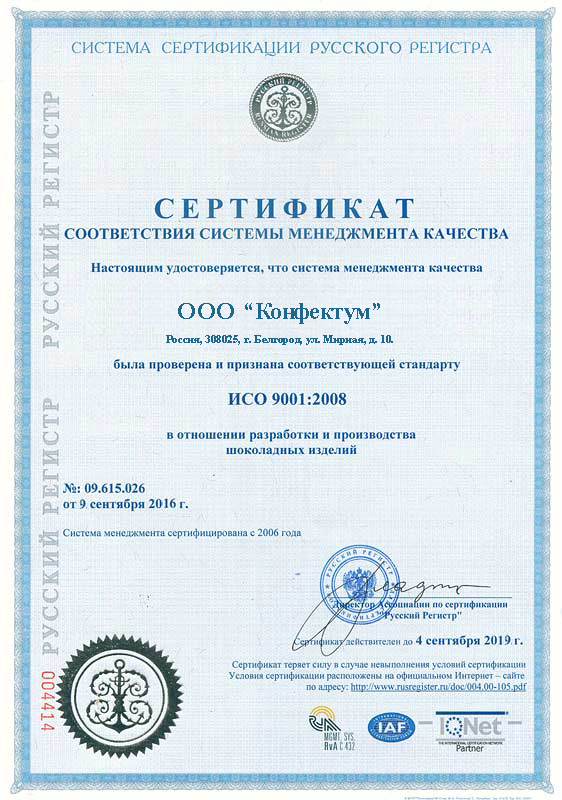 СИСТЕМА СЕРТИФИКАЦИИ РУССКОГО РЕГИСТРА
РУССКИЙ РЕГИСТР
RUSSIAN REGISTER
РУССКИЙ РЕГИСТР
РУССКИЙ РЕГИСТР
СЕРТИФИКАТ
СООТВЕТСТВИЯ СИСТЕМЫ МЕНЕДЖМЕНТА КАЧЕСТВА
Настоящим удостоверяется, что система менеджмента качества
ООО “Конфектум”
Россия, 308025, г. Белгород, ул. Мирная, д. 10.
была проверена и признана соответствующей стандарту
ИСО 9001:2008
в отношении разработки и производства
шоколадных изделий
№: 09.615.026
от 9 сентября 2016 г.
Система менеджмента сертифицирована с 2006 года
РУССКИЙ РЕГИСТР
Директор Ассоциации по сертификации
"Русский Регистр"
Сертификат действителен до 4 сентября 2019 г.
Сертификат теряет силу в случае невыполнения условий сертификации
Условия сертификации расположены на официальном Интернет – сайте
по адресу: http://www.rusregister.ru/doc/004.00-105.pdf
004414
MGMT. SYS.
RvA C 432
IAF
IQNet
THE INTERNATIONAL CERTIFICATION NETWORK
Partner